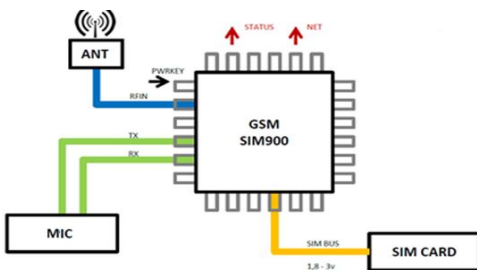 STATUS
NET
ANT
PWRKEY
RFIN
GSM
SIM900
TX
RX
MIC
SIM BUS
SIM CARD
1,8 - 3v